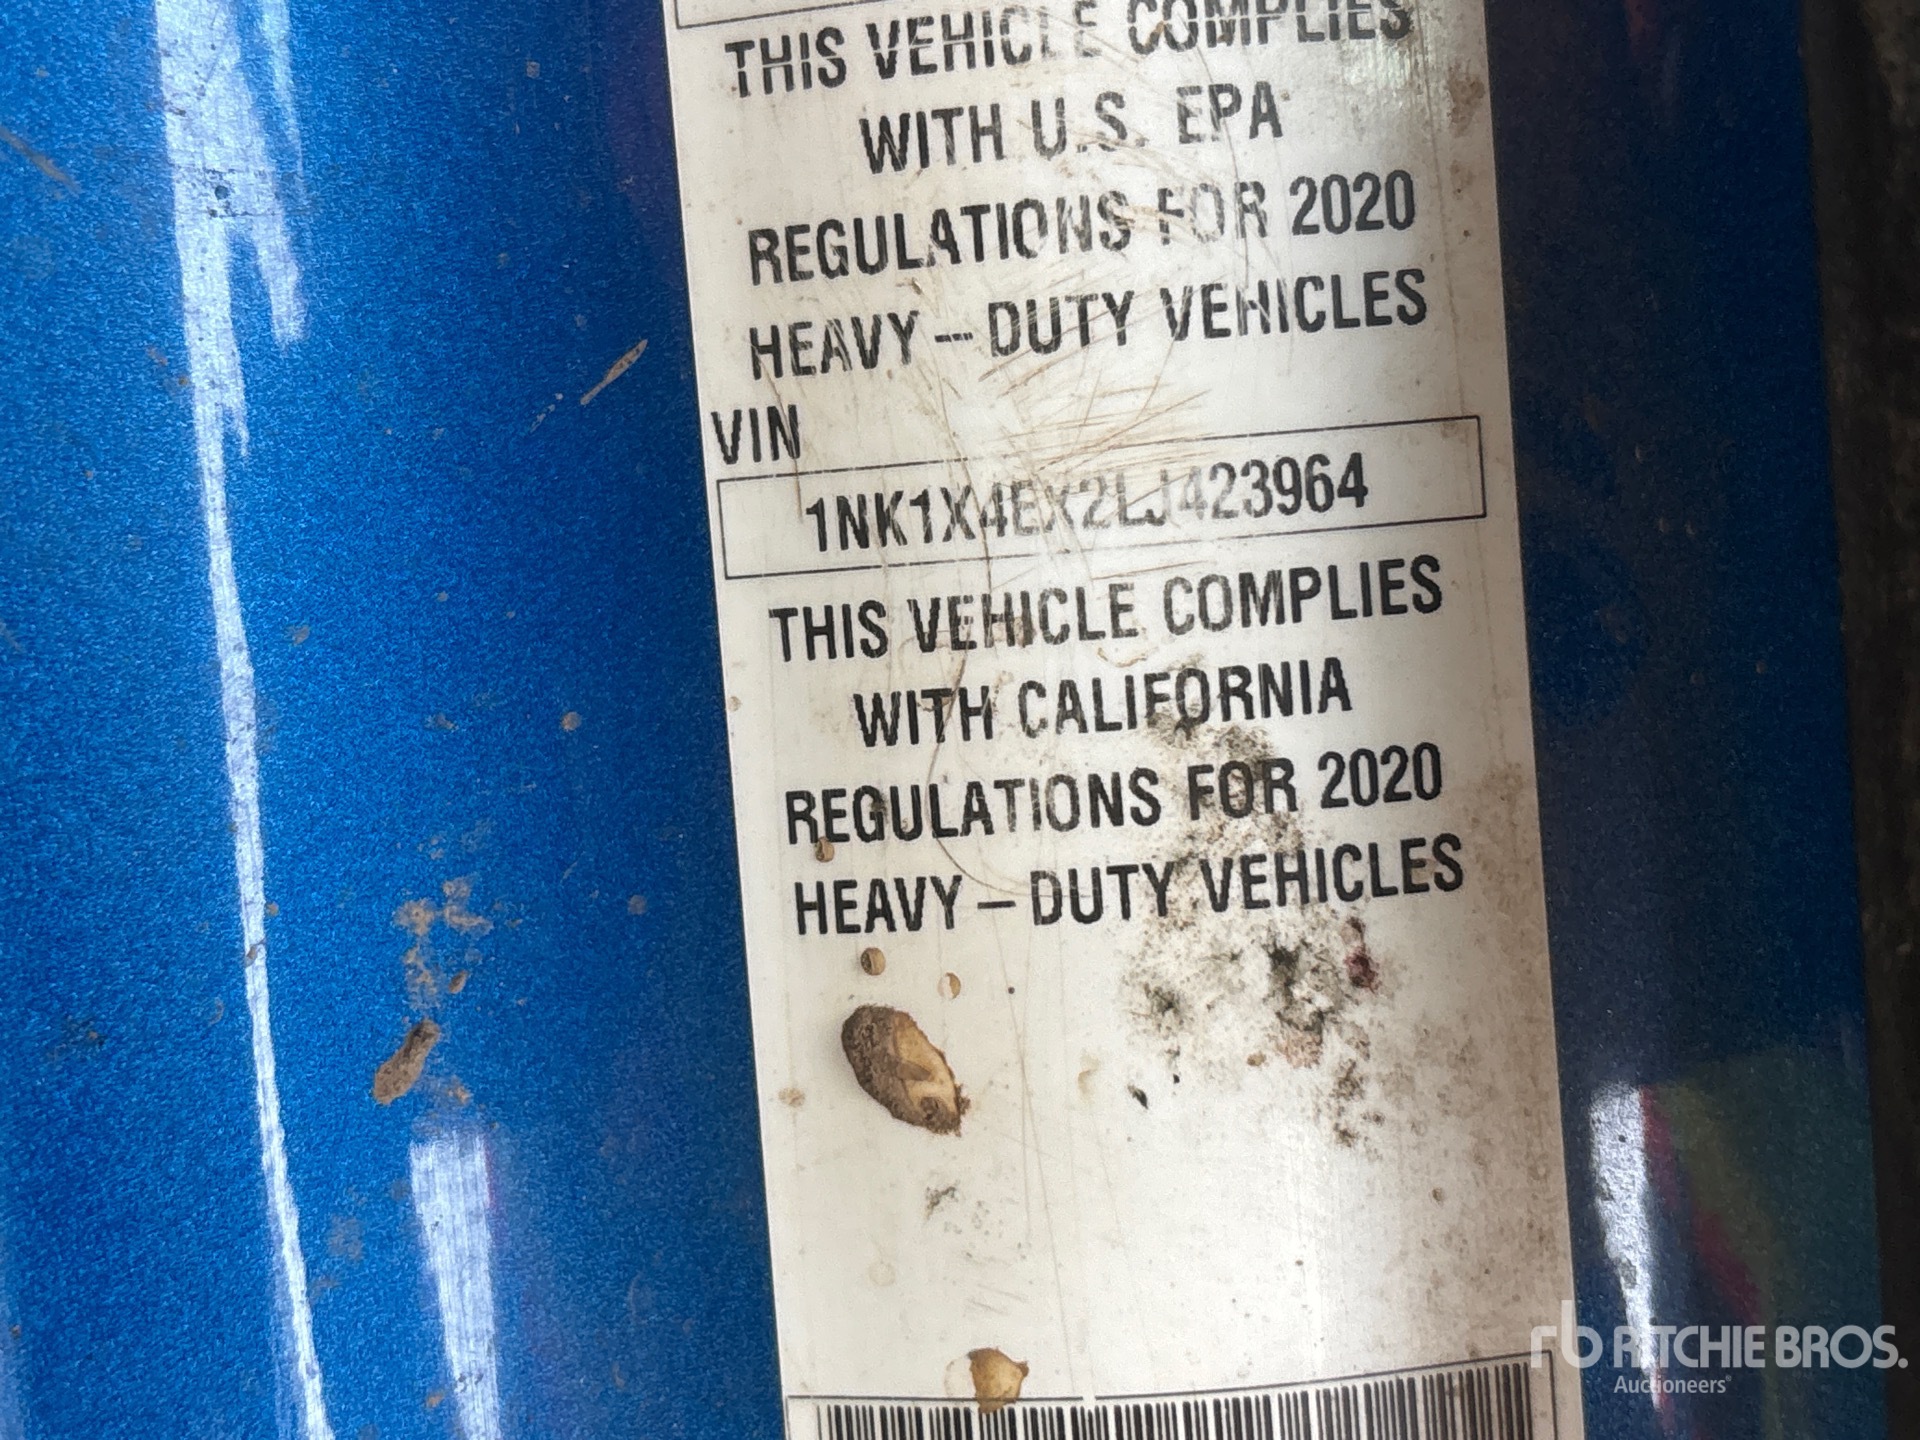 THIS VEHICLE COMPLIES
WITH U.S. EPA
REGULATIONS FOR 2020
HEAVY – DUTY VEHICLES
VIN
1NK1X4EX2LJ423964
THIS VEHICLE COMPLIES
WITH CALIFORNIA
REGULATIONS FOR 2020
HEAVY – DUTY VEHICLES
rb RITCHIE BROS.
Auctioneers